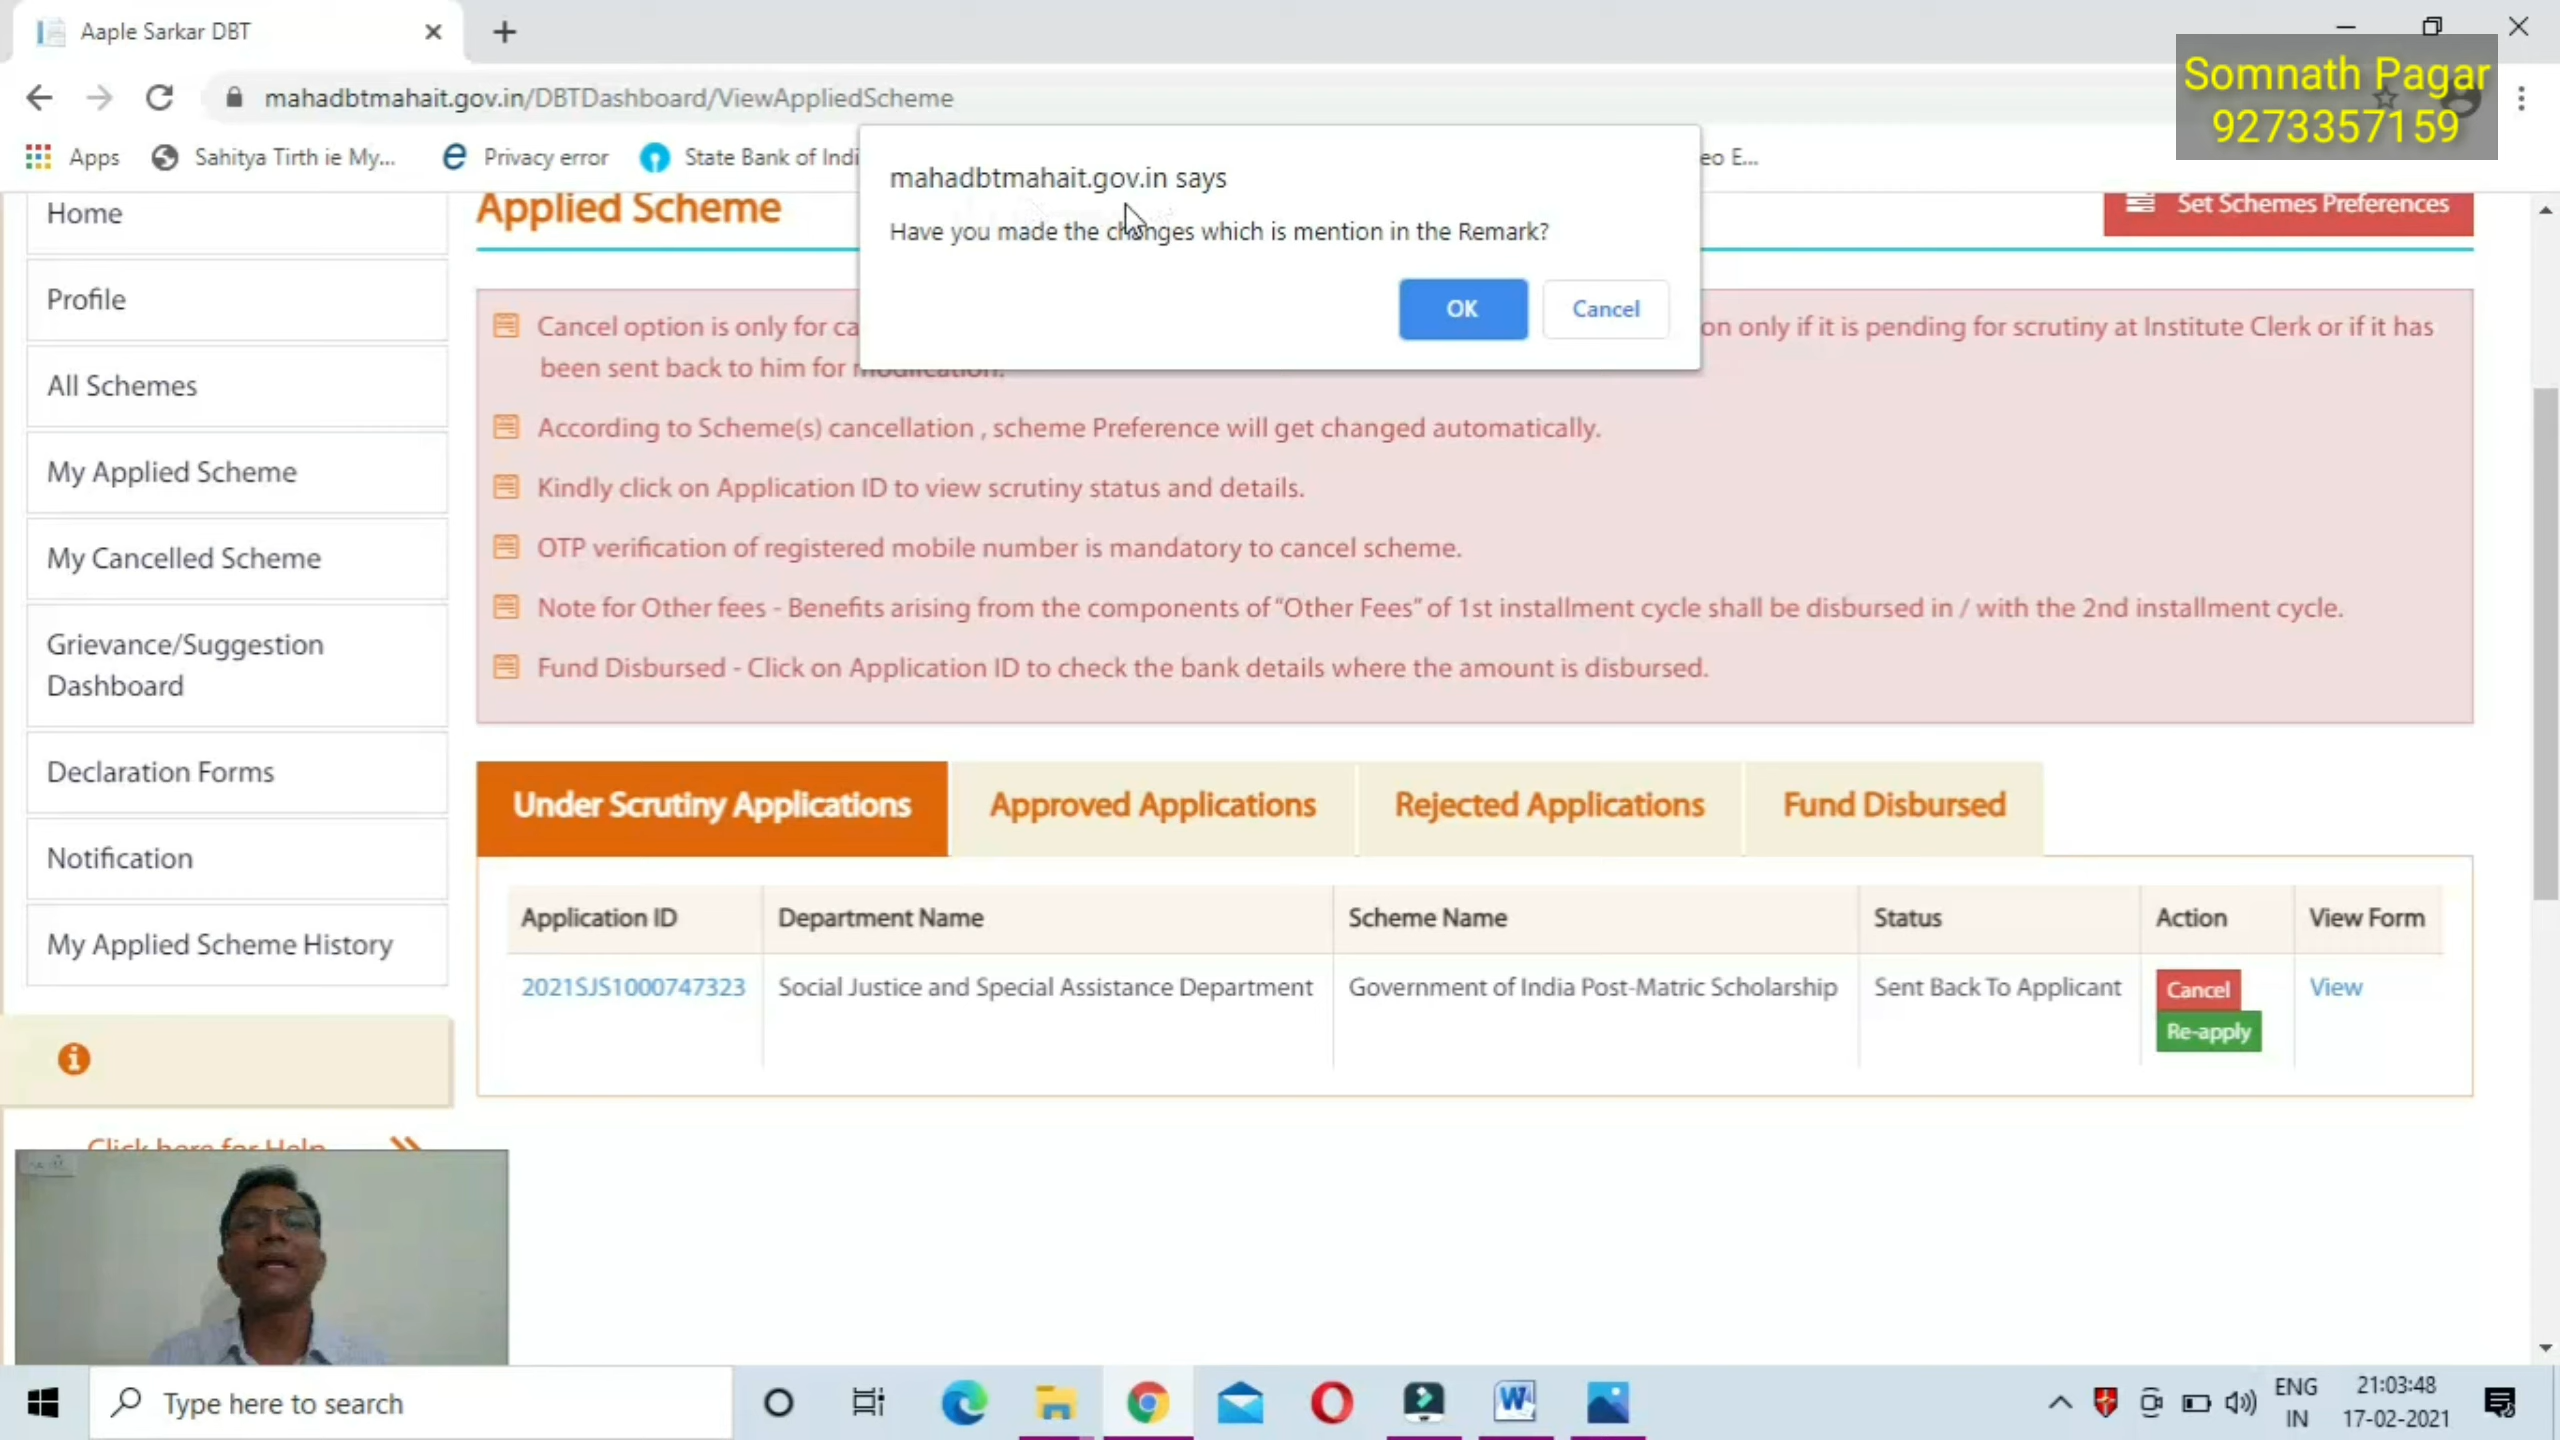 Aaple Sarkar DBT
Somnath Pagar
9273357159
mahadbtmahait.gov.in/DBTDashboard/ViewAppliedScheme
Apps
Sahitya Tirth ie My...
Privacy error
State Bank of Indi
eo E...
mahadbtmahait.gov.in says
Have you made the changes which is mention in the Remark?
OK
Cancel
Home
Profile
All Schemes
My Applied Scheme
My Cancelled Scheme
Grievance/Suggestion
Dashboard
Declaration Forms
Notification
My Applied Scheme History
Click here for Help
Applied Scheme
Set Schemes Preferences
Cancel option is only for ca
on only if it is pending for scrutiny at Institute Clerk or if it has
been sent back to him for modification.
According to Scheme(s) cancellation , scheme Preference will get changed automatically.
Kindly click on Application ID to view scrutiny status and details.
OTP verification of registered mobile number is mandatory to cancel scheme.
Note for Other fees - Benefits arising from the components of “Other Fees” of 1st installment cycle shall be disbursed in / with the 2nd installment cycle.
Fund Disbursed - Click on Application ID to check the bank details where the amount is disbursed.
Under Scrutiny Applications
Approved Applications
Rejected Applications
Fund Disbursed
Application ID
Department Name
Scheme Name
Status
Action
View Form
2021SJS1000747323
Social Justice and Special Assistance Department
Government of India Post-Matric Scholarship
Sent Back To Applicant
Cancel
Re-apply
View
Type here to search
ENG
IN
21:03:48
17-02-2021